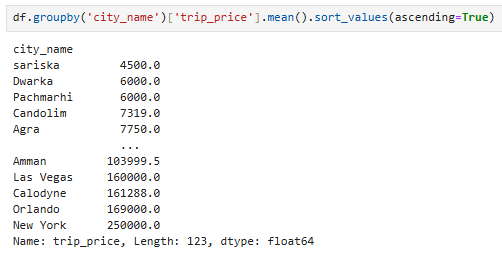 df.groupby('city_name')['trip_price'].mean().sort_values(ascending=True)
city_name
sariska         4500.0
Dwarka          6000.0
Pachmarhi       6000.0
Candolim        7319.0
Agra            7750.0
                ...
Amman         103999.5
Las Vegas     160000.0
Calodyne      161288.0
Orlando       169000.0
New York      250000.0
Name: trip_price, Length: 123, dtype: float64